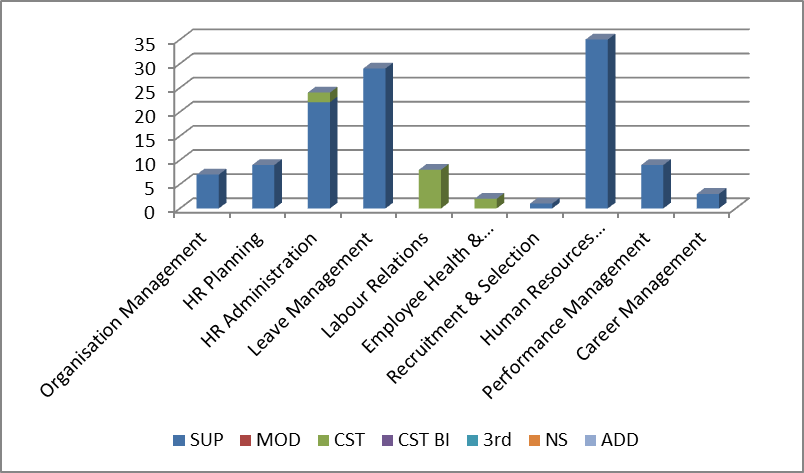 35
30
25
20
15
10
5
0
Organisation Management
HR Planning
HR Administration
Leave Management
Labour Relations
Employee Health &...
Recruitment & Selection
Human Resources...
Performance Management
Career Management
SUP MOD CST CST BI 3rd NS ADD